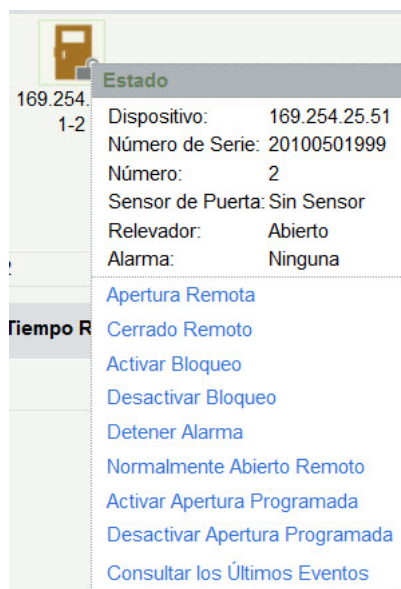 169.254.
1-2
Estado
Dispositivo: 169.254.25.51
Número de Serie: 20100501999
Número: 2
Sensor de Puerta: Sin Sensor
Relevador: Abierto
Alarma: Ninguna
Tiempo R
Apertura Remota
Cerrado Remoto
Activar Bloqueo
Desactivar Bloqueo
Detener Alarma
Normalmente Abierto Remoto
Activar Apertura Programada
Desactivar Apertura Programada
Consultar los Últimos Eventos